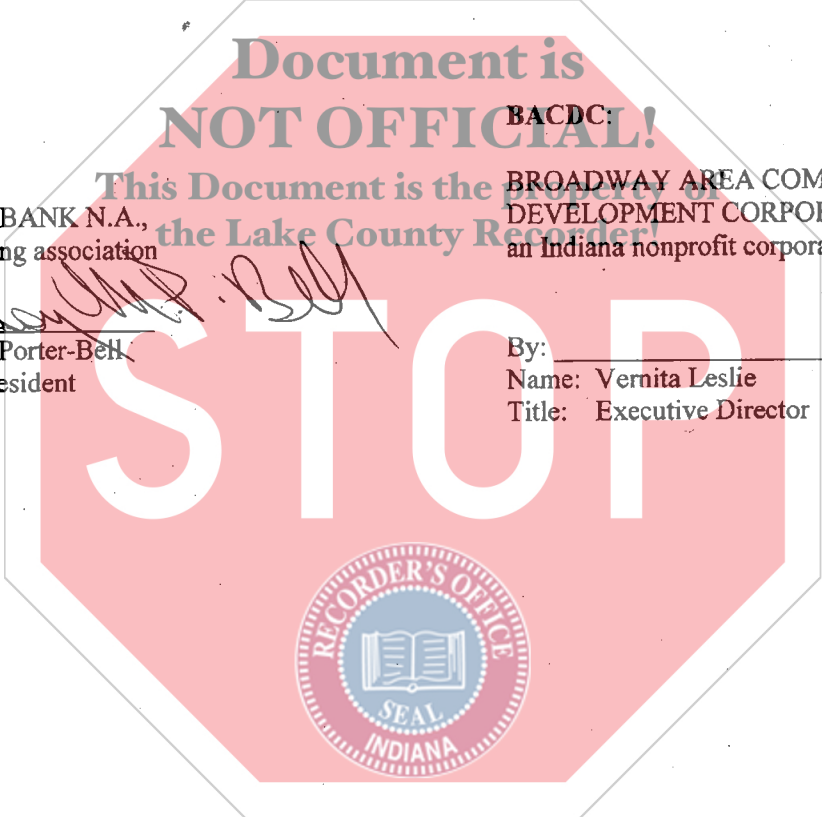 Document is
NOT OFFICIAL!
This Document is the property of
the Lake County Recorder!
BANK N.A.,
ng association
Porter-Bell
esident
BACDC:
BROADWAY AREA COM
DEVELOPMENT CORPO
an Indiana nonprofit corpora
By:
Name: Vernita Leslie
Title: Executive Director
STOP
RECORDER'S OFFICE
SEAL
INDIANA